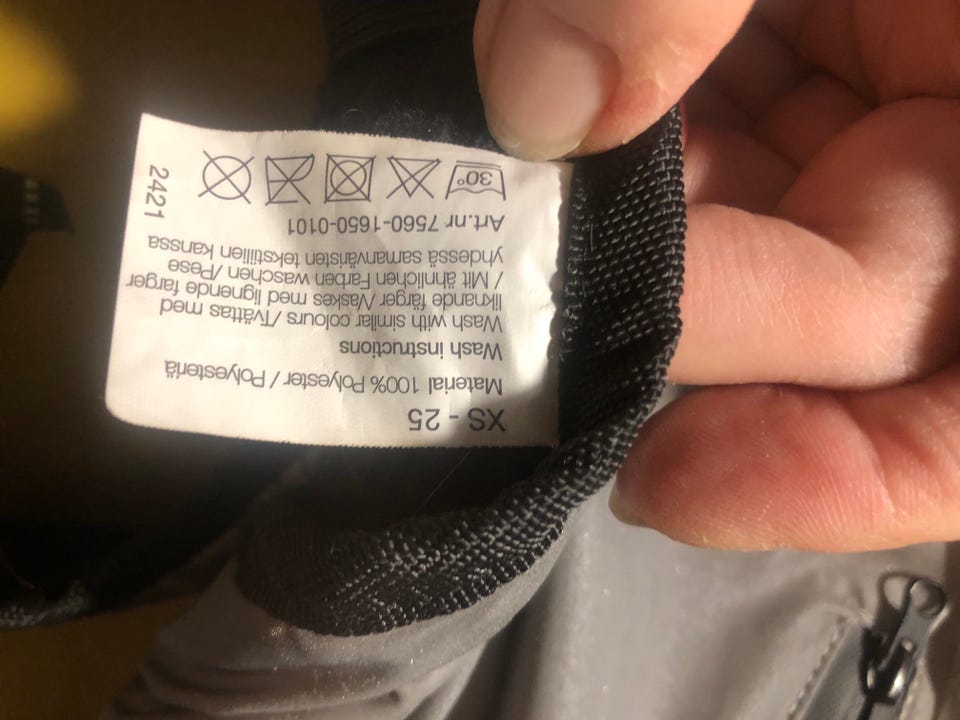 XS - 25
Material 100% Polyester / Polyesteriä
Wash instructions
Wash with similar colours /Tvättas med
liknande färger /Vaskes med lignende farger
/ Mit ähnlichen Farben waschen /Pese
yhdessä samanväristen tekstiilien kanssa
Art.nr 7560-1650-0101
30°
2421